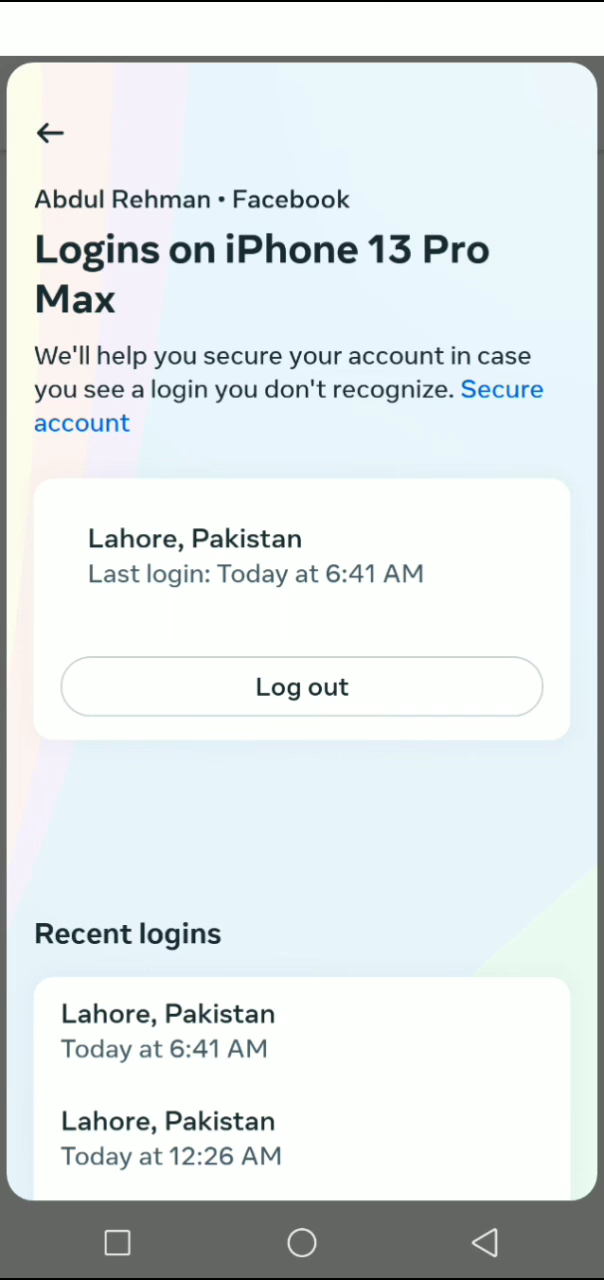 Abdul Rehman • Facebook
Logins on iPhone 13 Pro
Max
We'll help you secure your account in case
you see a login you don't recognize. Secure
account
Lahore, Pakistan
Last login: Today at 6:41 AM
Log out
Recent logins
Lahore, Pakistan
Today at 6:41 AM
Lahore, Pakistan
Today at 12:26 AM